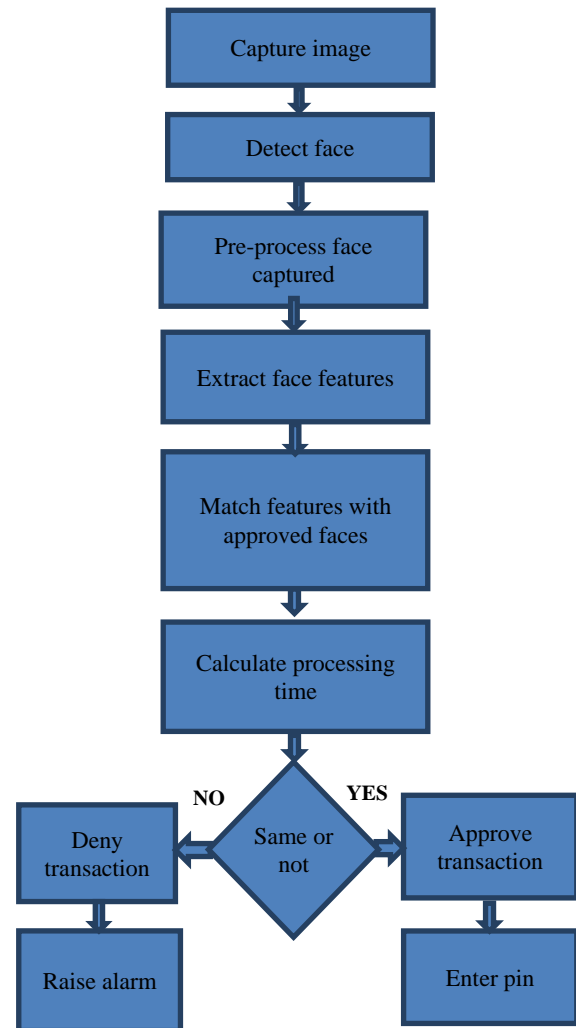 Capture image
Detect face
Pre-process face
captured
Extract face features
Match features with
approved faces
Calculate processing
time
NO
YES
Same or
not
Deny
transaction
Approve
transaction
Raise alarm
Enter pin